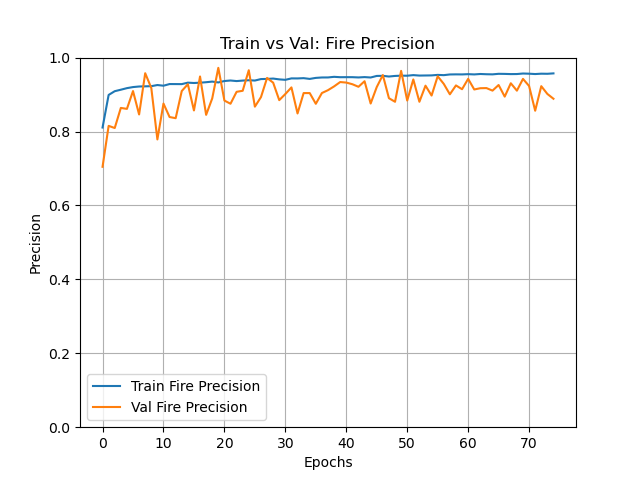 Train vs Val: Fire Precision
1.0
0.8
0.6
0.4
0.2
0.0
Precision
Train Fire Precision
Val Fire Precision
0 10 20 30 40 50 60 70
Epochs